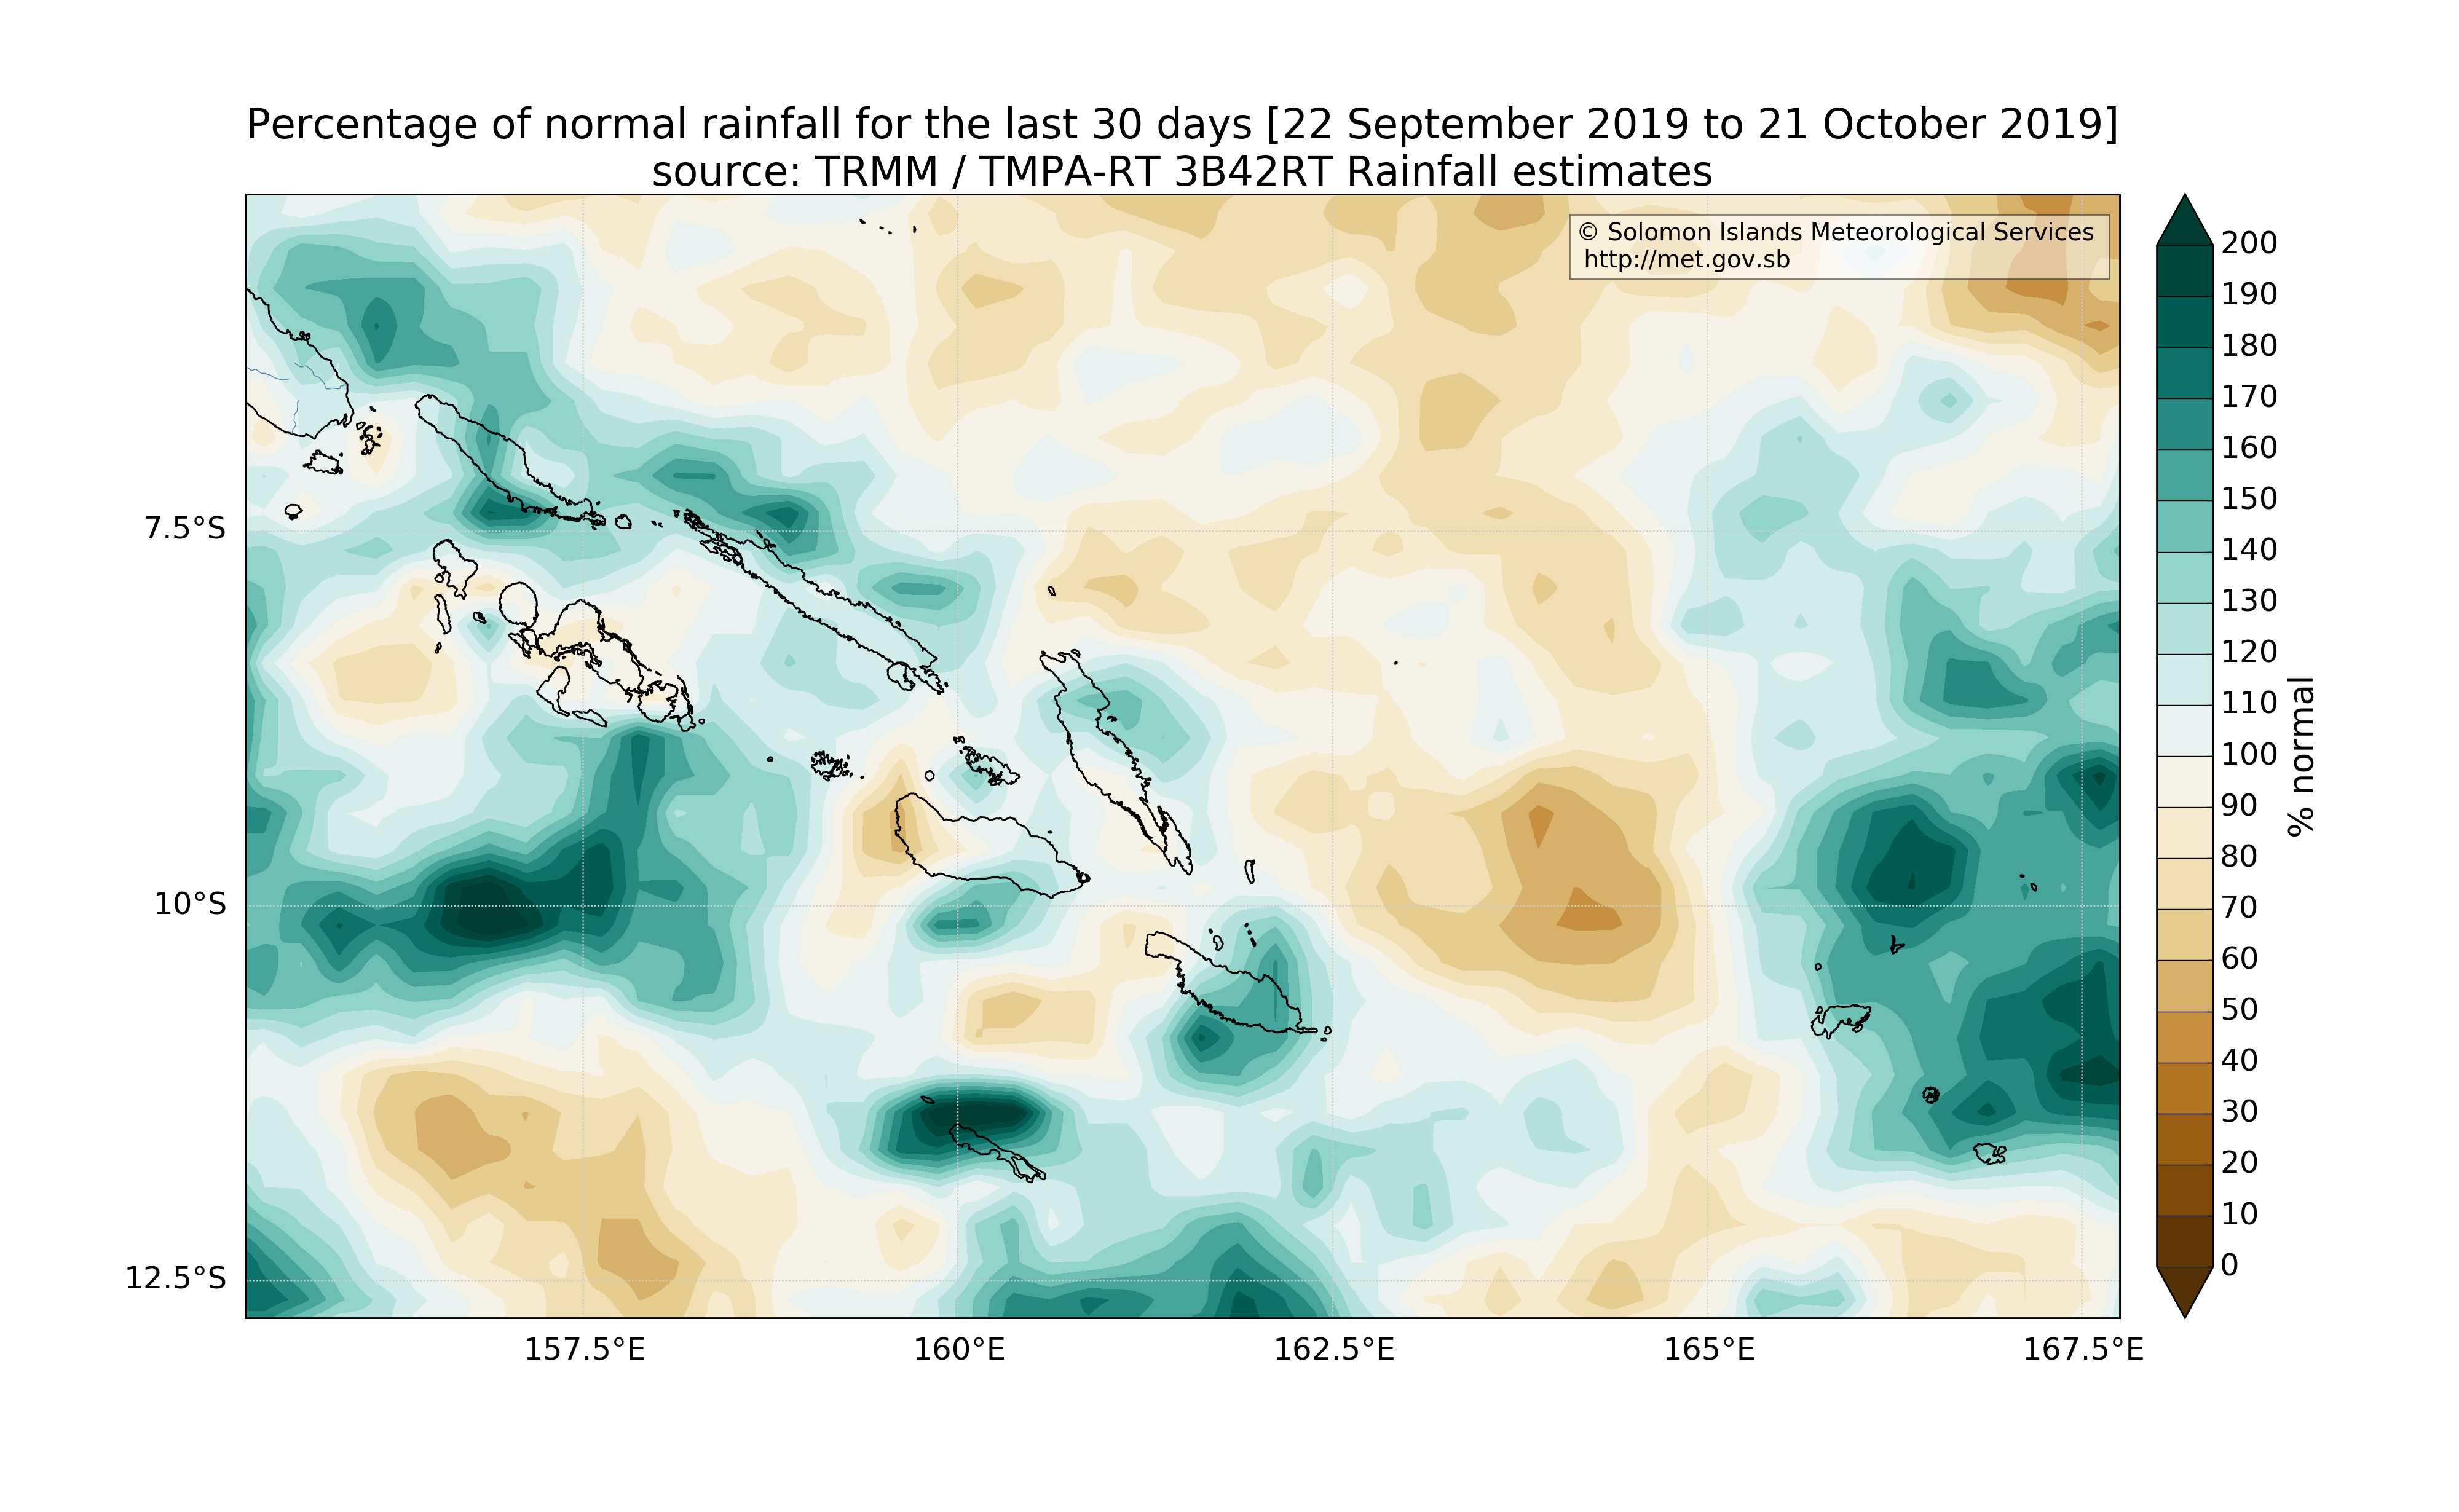 Percentage of normal rainfall for the last 30 days [22 September 2019 to 21 October 2019]
source: TRMM / TMPA-RT 3B42RT Rainfall estimates
© Solomon Islands Meteorological Services
http://met.gov.sb
7.5°S
10°S
12.5°S
157.5°E
160°E
162.5°E
165°E
167.5°E
200
190
180
170
160
150
140
130
120
110
100
90
80
70
60
50
40
30
20
10
0
% normal